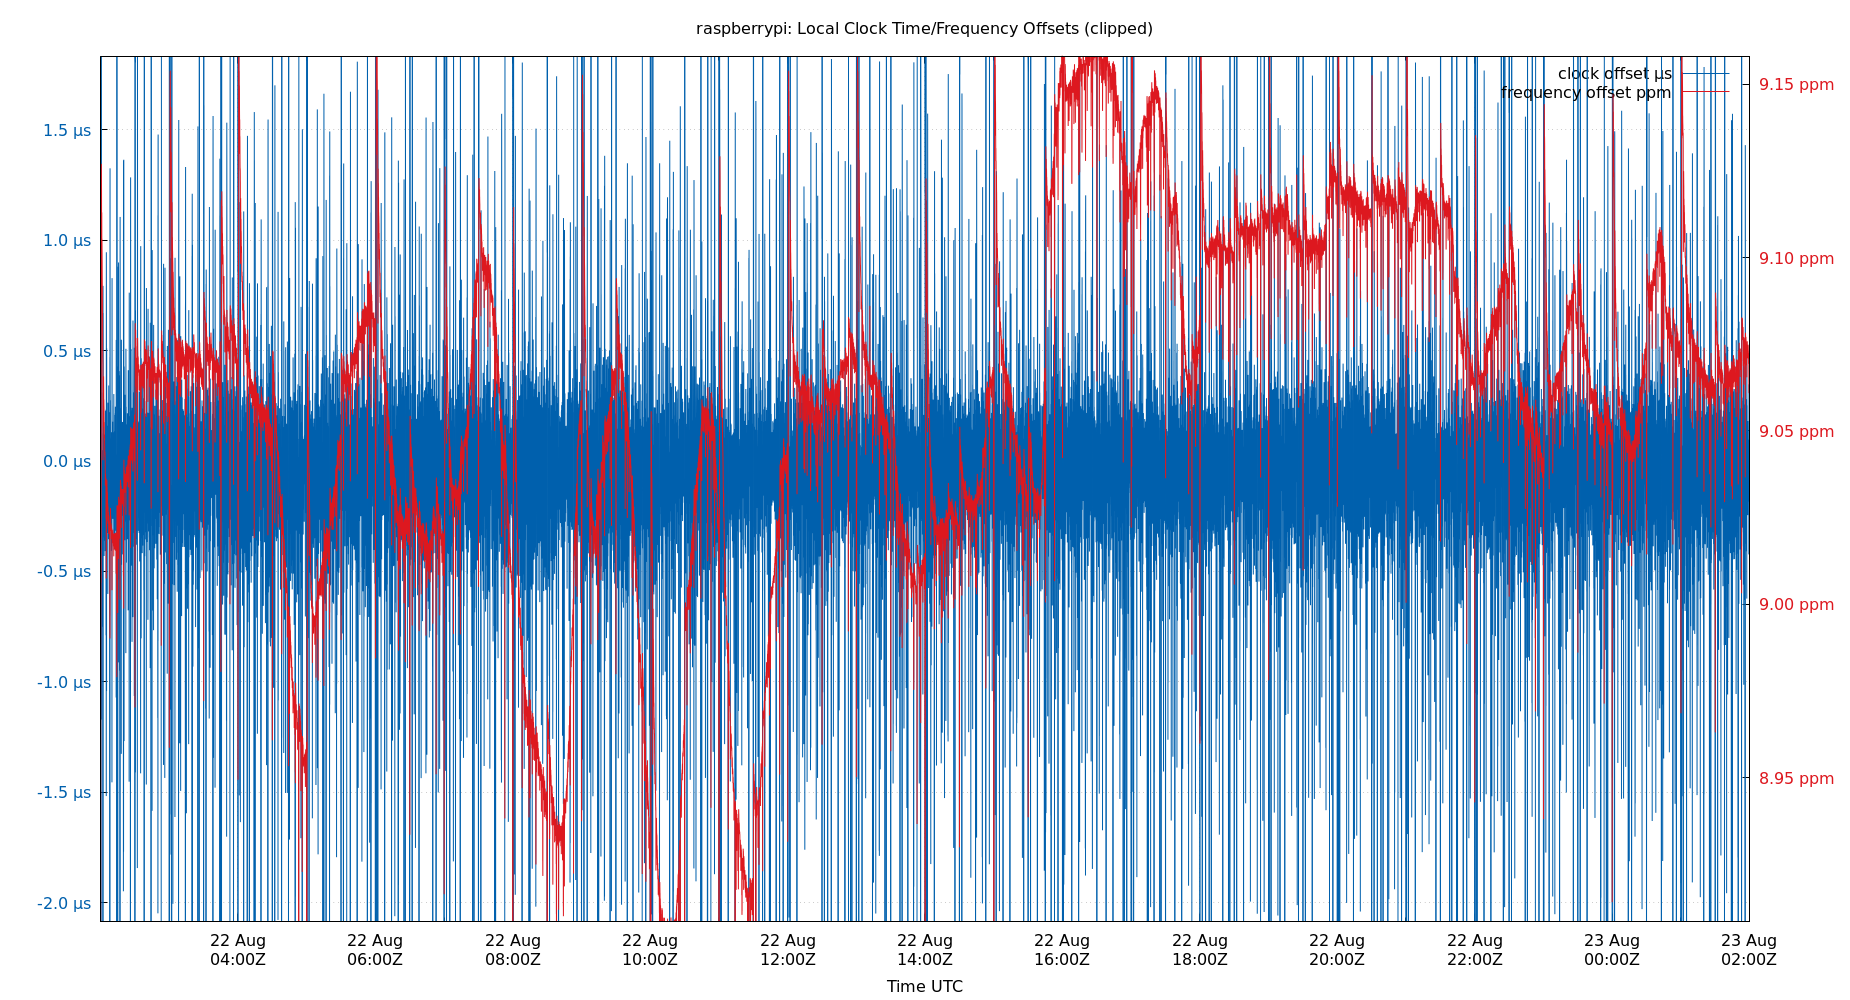 raspberrypi: Local Clock Time/Frequency Offsets (clipped)
clock offset µs
frequency offset ppm
1.5 µs
1.0 µs
0.5 µs
0.0 µs
-0.5 µs
-1.0 µs
-1.5 µs
-2.0 µs
9.15 ppm
9.10 ppm
9.05 ppm
9.00 ppm
8.95 ppm
22 Aug 22 Aug 22 Aug 22 Aug 22 Aug 22 Aug 22 Aug 22 Aug 22 Aug 22 Aug 23 Aug 23 Aug
04:00Z 06:00Z 08:00Z 10:00Z 12:00Z 14:00Z 16:00Z 18:00Z 20:00Z 22:00Z 00:00Z 02:00Z
Time UTC